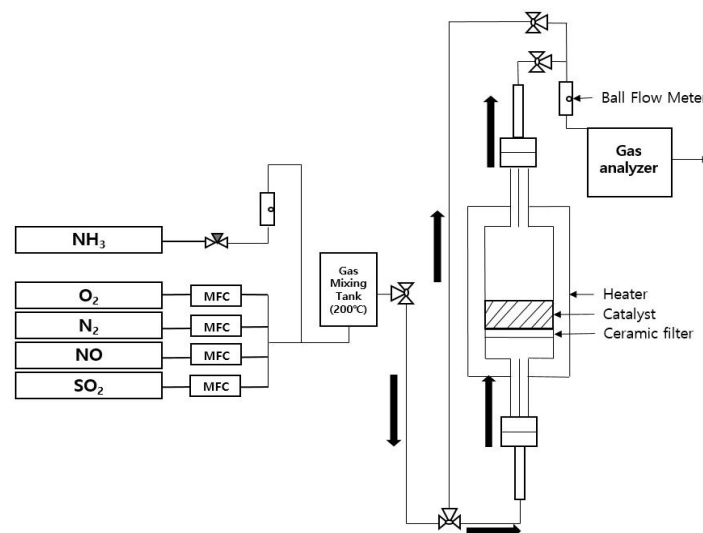 Ball Flow Meter
Gas
analyzer
NH₃
O₂
MFC
N₂
MFC
NO
MFC
SO₂
MFC
Gas
Mixing
Tank
(200℃)
Heater
Catalyst
Ceramic filter